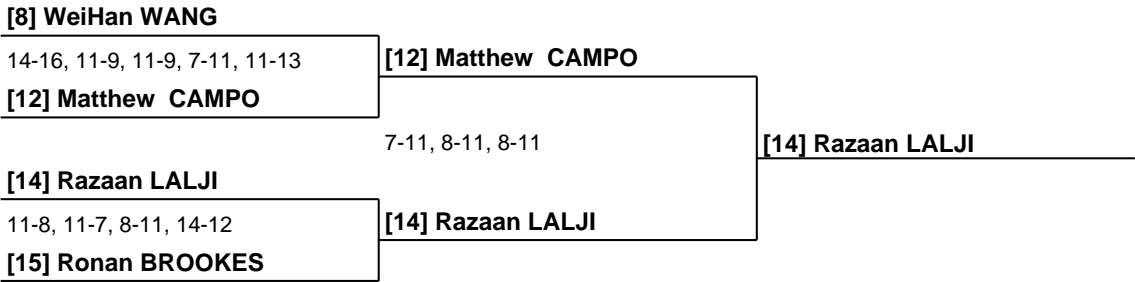 [8] WeiHan WANG
14-16, 11-9, 11-9, 7-11, 11-13
[12] Matthew  CAMPO
[12] Matthew  CAMPO
7-11, 8-11, 8-11
[14] Razaan LALJI
[14] Razaan LALJI
11-8, 11-7, 8-11, 14-12
[14] Razaan LALJI
[15] Ronan BROOKES